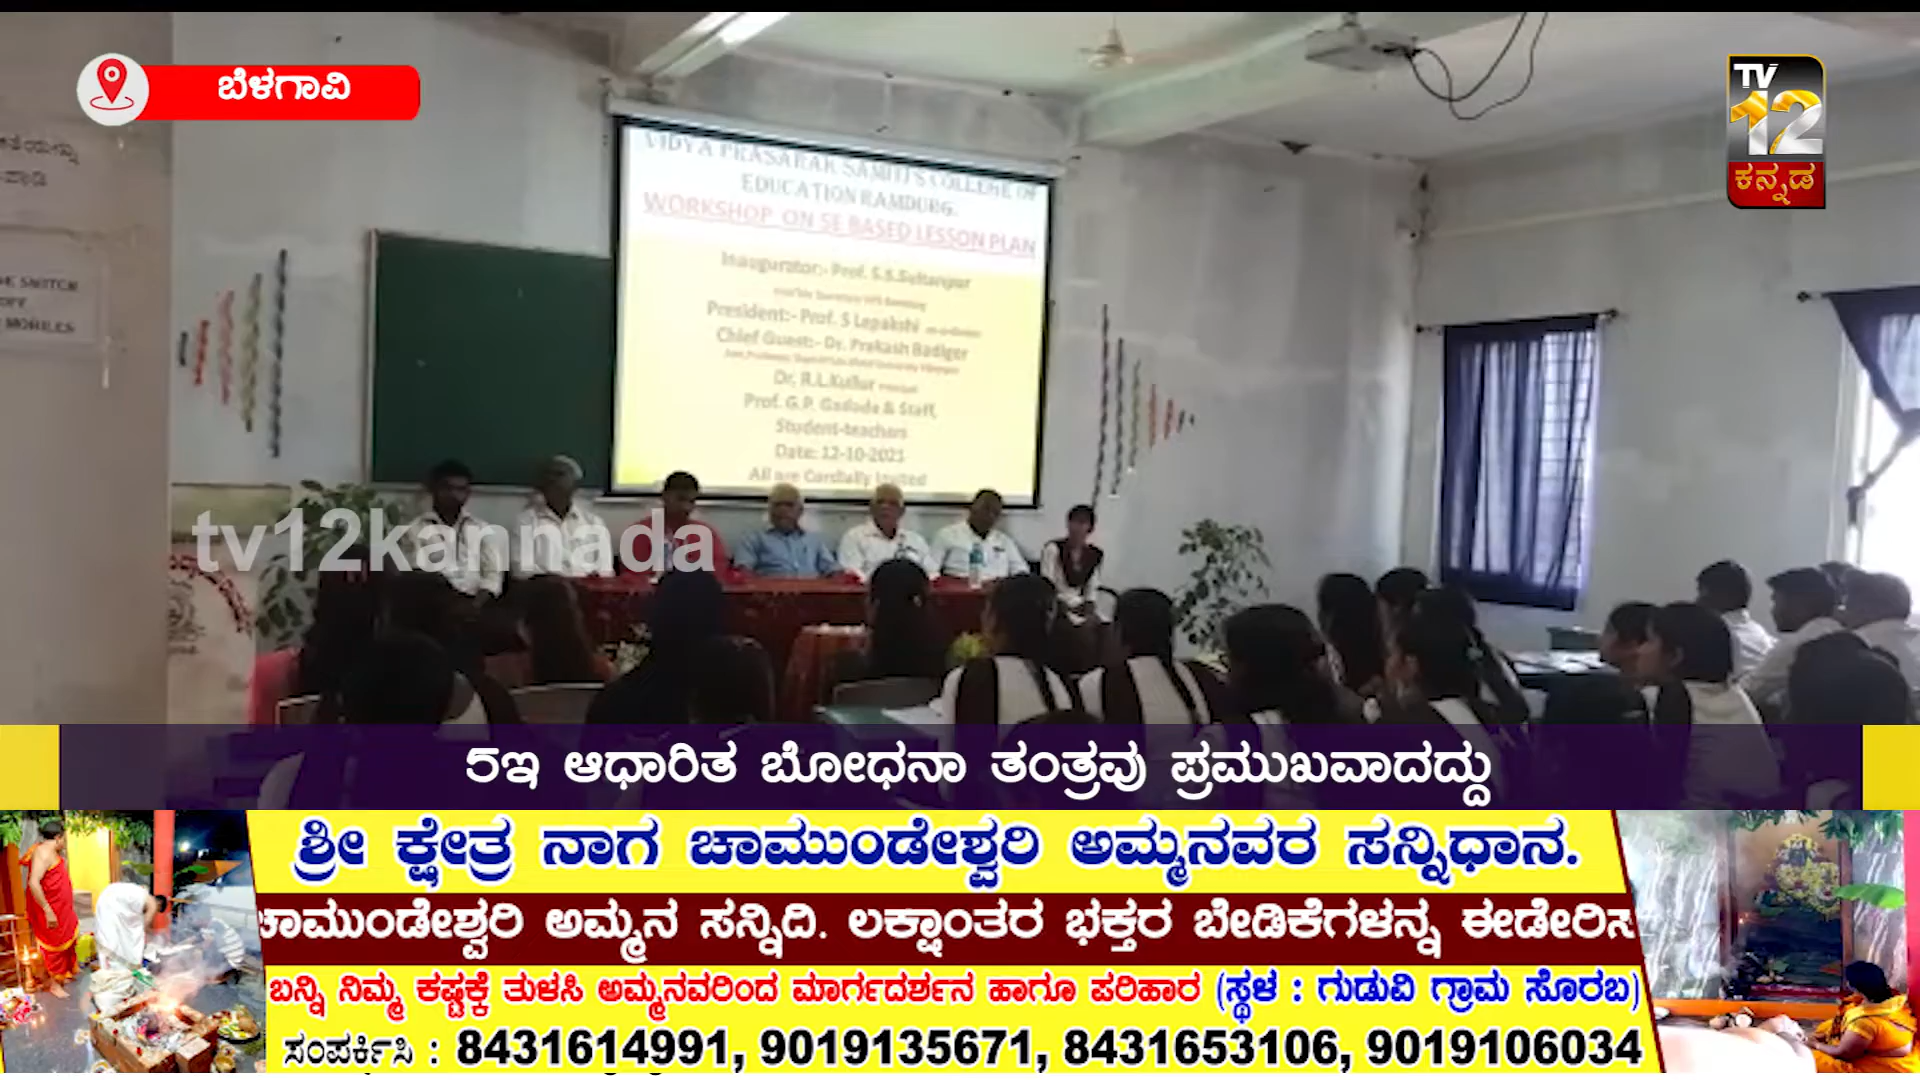 ಬೆಳಗಾವಿ
TV
12
ಕನ್ನಡ
VIDYA PRASARAK SAMITI'S COLLEGE OF
EDUCATION RAMDURG.
WORKSHOP ON 5E BASED LESSON PLAN
Inaugurator:- Prof. S.S.Sultanpur
President:- Prof. S Lepakshi
Chief Guest:- Dr. Prakash Badiger
Dr. R.L.Kullur
Prof. G.P. Gadade & Staff,
Student-teachers
Date: 12-10-2021
All are Cordially Invited
SWITCH
OFF
MOBILES
tv12kannada
5ಇ ಆಧಾರಿತ ಬೋಧನಾ ತಂತ್ರವು ಪ್ರಮುಖವಾದದ್ದು
ಶ್ರೀ ಕ್ಷೇತ್ರ ನಾಗ ಚಾಮುಂಡೇಶ್ವರಿ ಅಮ್ಮನವರ ಸನ್ನಿಧಾನ.
ಚಾಮುಂಡೇಶ್ವರಿ ಅಮ್ಮನ ಸನ್ನಿದಿ. ಲಕ್ಷಾಂತರ ಭಕ್ತರ ಬೇಡಿಕೆಗಳನ್ನ ಈಡೇರಿಸ
ಬನ್ನಿ ನಿಮ್ಮ ಕಷ್ಟಕ್ಕೆ ತುಳಸಿ ಅಮ್ಮನವರಿಂದ ಮಾರ್ಗದರ್ಶನ ಹಾಗೂ ಪರಿಹಾರ (ಸ್ಥಳ : ಗುಡುವಿ ಗ್ರಾಮ ಸೊರಬ)
ಸಂಪರ್ಕಿಸಿ : 8431614991, 9019135671, 8431653106, 9019106034